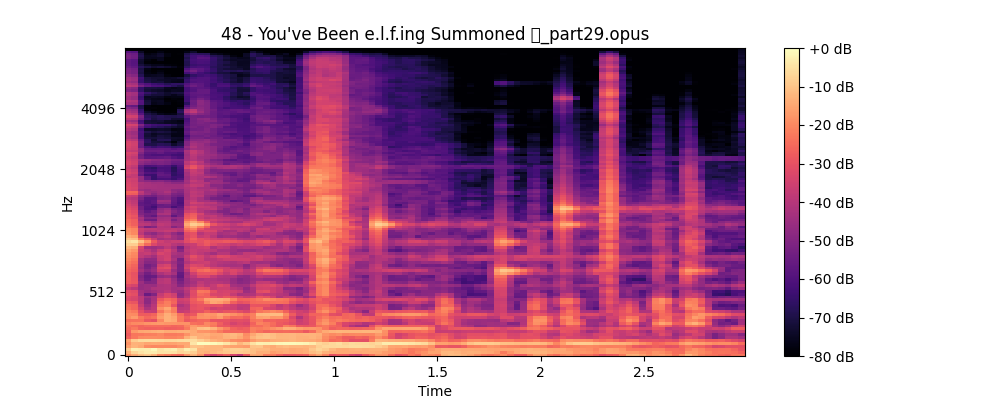 48 - You've Been e.l.f.ing Summoned _part29.opus
Hz
4096
2048
1024
512
0
0
0.5
1
1.5
2
2.5
Time
+0 dB
-10 dB
-20 dB
-30 dB
-40 dB
-50 dB
-60 dB
-70 dB
-80 dB